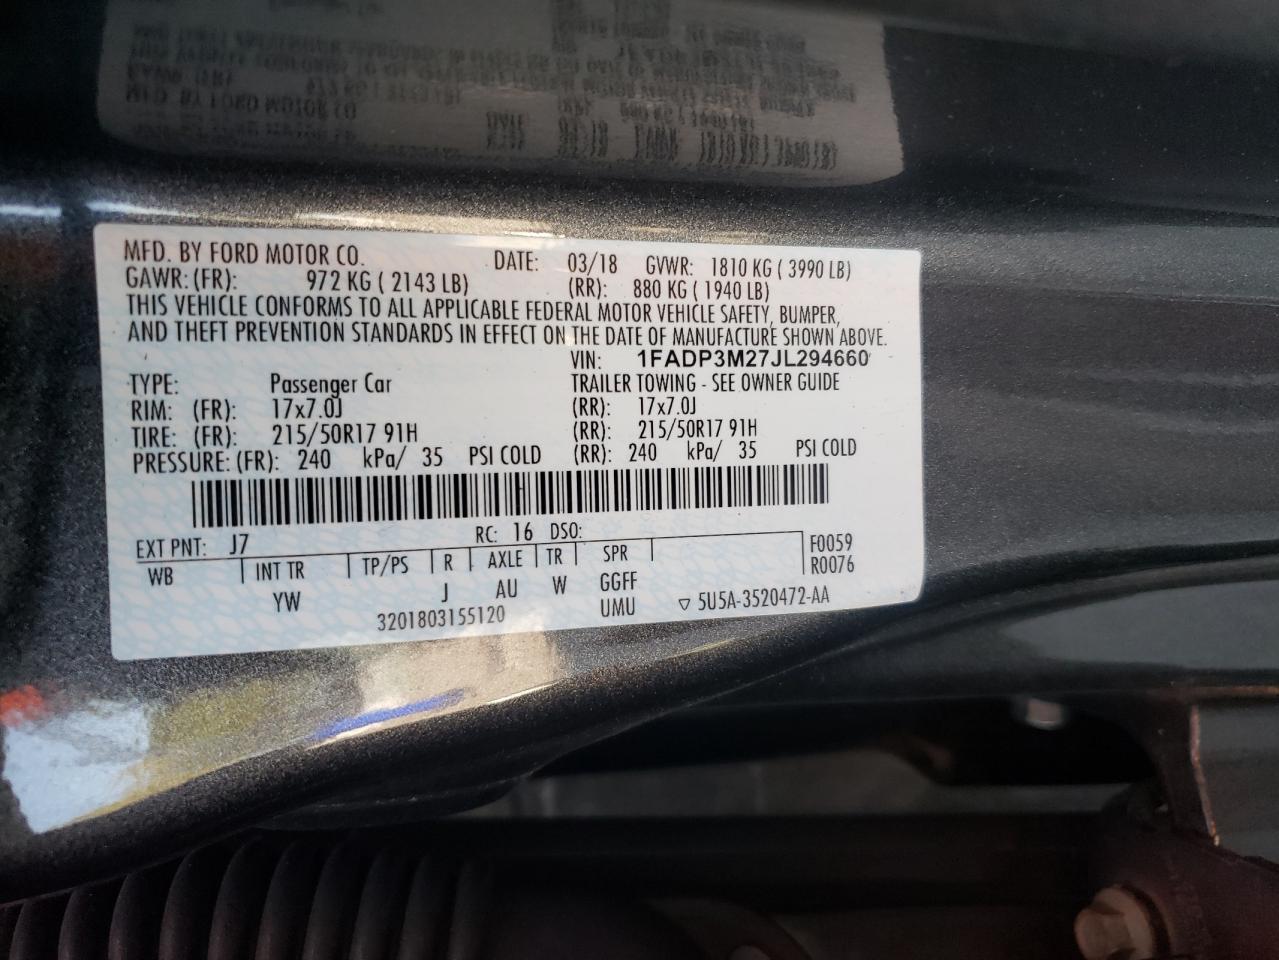 MFD. BY FORD MOTOR CO. DATE: 03/18 GVWR: 1810 KG ( 3990 LB)
GAWR: (FR): 972 KG ( 2143 LB) (RR): 880 KG ( 1940 LB)
THIS VEHICLE CONFORMS TO ALL APPLICABLE FEDERAL MOTOR VEHICLE SAFETY, BUMPER,
AND THEFT PREVENTION STANDARDS IN EFFECT ON THE DATE OF MANUFACTURE SHOWN ABOVE.
VIN: 1FADP3M27JL294660
TYPE: Passenger Car TRAILER TOWING - SEE OWNER GUIDE
RIM: (FR): 17x7.0J (RR): 17x7.0J
TIRE: (FR): 215/50R17 91H (RR): 215/50R17 91H
PRESSURE: (FR): 240 kPa/ 35 PSI COLD (RR): 240 kPa/ 35 PSI COLD
EXT PNT: J7 RC: 16 DSO: F0059
WB INT TR TP/PS R AXLE TR SPR R0076
YW J AU W GGFF
3201803155120 UMU ▽ 5U5A-3520472-AA